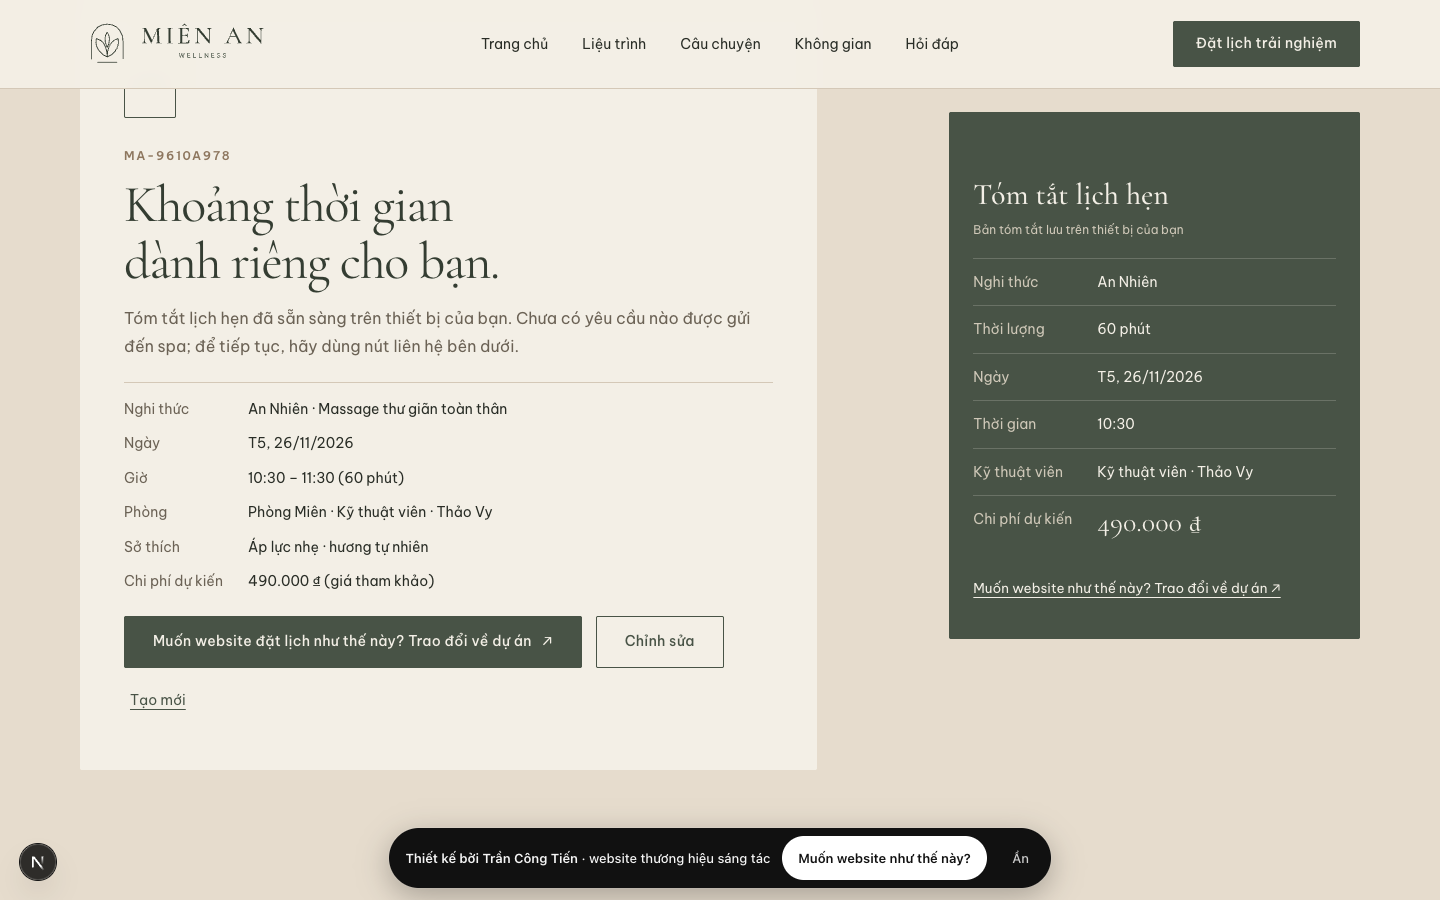 MIÊN AN
WELLNESS
Trang chủ
Liệu trình
Câu chuyện
Không gian
Hỏi đáp
Đặt lịch trải nghiệm
MA-9610A978
Khoảng thời gian
dành riêng cho bạn.
Tóm tắt lịch hẹn đã sẵn sàng trên thiết bị của bạn. Chưa có yêu cầu nào được gửi
đến spa; để tiếp tục, hãy dùng nút liên hệ bên dưới.
Nghi thức An Nhiên · Massage thư giãn toàn thân
Ngày T5, 26/11/2026
Giờ 10:30 – 11:30 (60 phút)
Phòng Phòng Miên · Kỹ thuật viên · Thảo Vy
Sở thích Áp lực nhẹ · hương tự nhiên
Chi phí dự kiến 490.000 ₫ (giá tham khảo)
Muốn website đặt lịch như thế này? Trao đổi về dự án ↗
Chỉnh sửa
Tạo mới
Tóm tắt lịch hẹn
Bản tóm tắt lưu trên thiết bị của bạn
Nghi thức An Nhiên
Thời lượng 60 phút
Ngày T5, 26/11/2026
Thời gian 10:30
Kỹ thuật viên Kỹ thuật viên · Thảo Vy
Chi phí dự kiến 490.000 ₫
Muốn website như thế này? Trao đổi về dự án ↗
Thiết kế bởi Trần Công Tiến · website thương hiệu sáng tác
Muốn website như thế này?
Ẩn
N